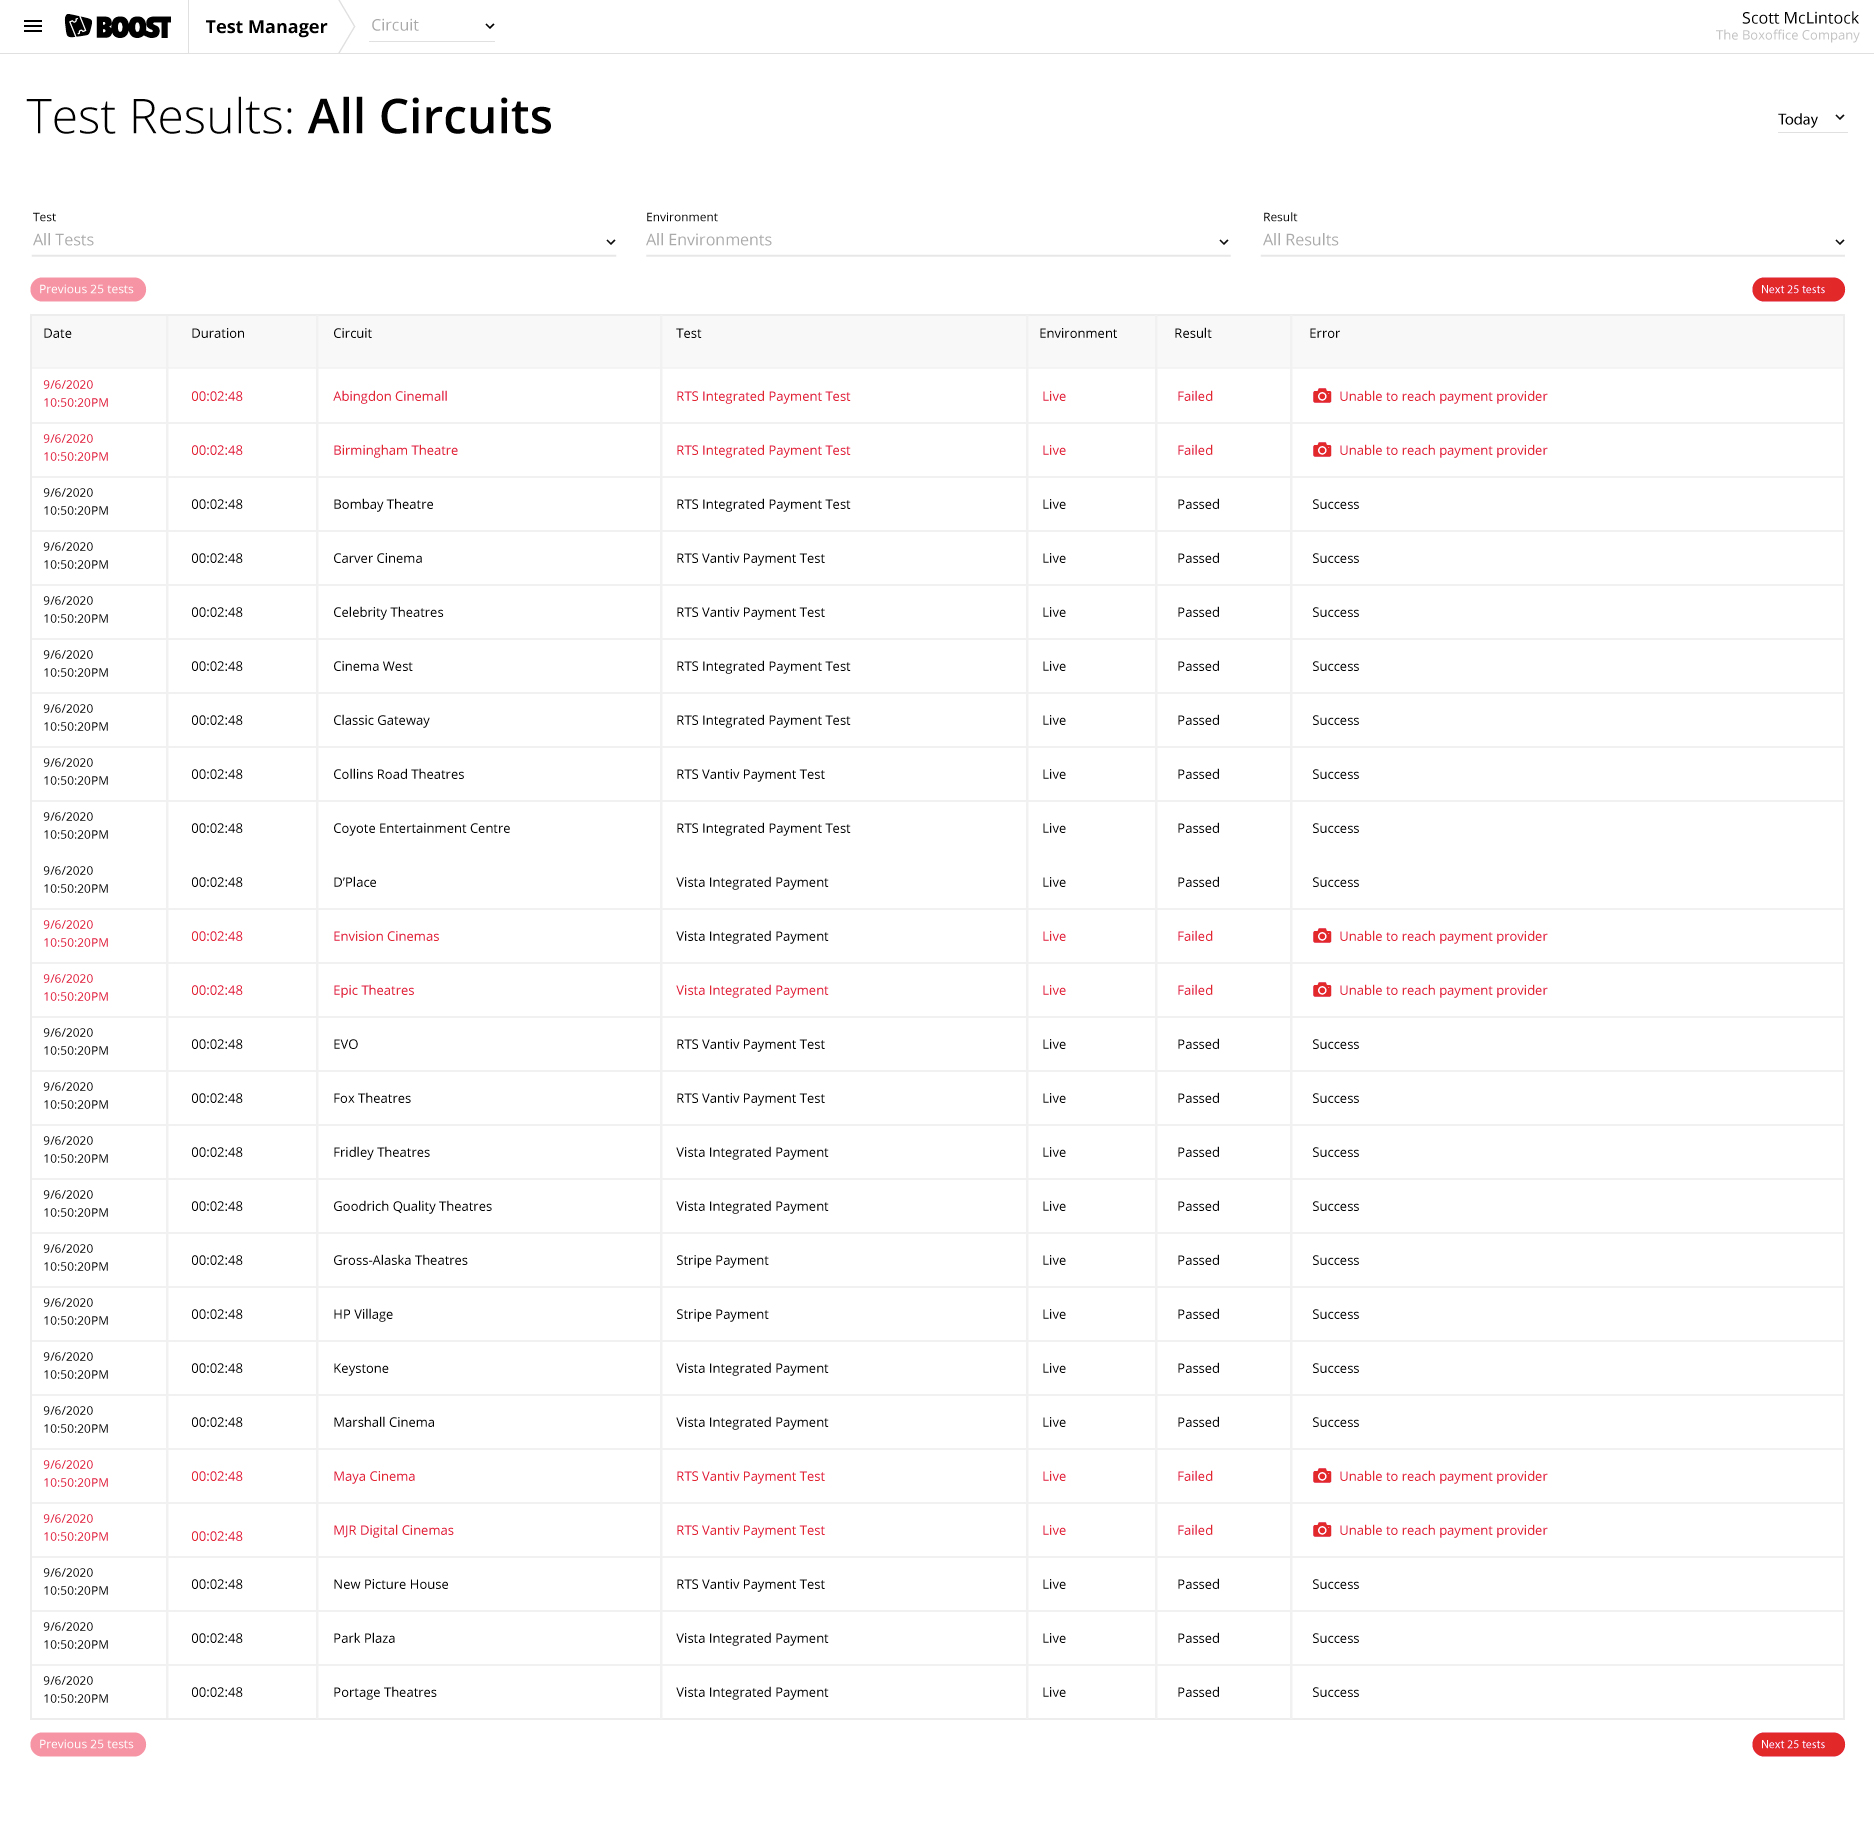 BOOST
Test Manager
Circuit
Scott McLintock
The Boxoffice Company
Test Results: All Circuits
Today
Test
Environment
Result
All Tests
All Environments
All Results
Previous 25 tests
Next 25 tests
Date Duration Circuit Test Environment Result Error
9/6/2020
10:50:20PM
00:02:48 Abingdon Cinemall RTS Integrated Payment Test Live Failed Unable to reach payment provider
9/6/2020
10:50:20PM
00:02:48 Birmingham Theatre RTS Integrated Payment Test Live Failed Unable to reach payment provider
9/6/2020
10:50:20PM
00:02:48 Bombay Theatre RTS Integrated Payment Test Live Passed Success
9/6/2020
10:50:20PM
00:02:48 Carver Cinema RTS Vantiv Payment Test Live Passed Success
9/6/2020
10:50:20PM
00:02:48 Celebrity Theatres RTS Vantiv Payment Test Live Passed Success
9/6/2020
10:50:20PM
00:02:48 Cinema West RTS Integrated Payment Test Live Passed Success
9/6/2020
10:50:20PM
00:02:48 Classic Gateway RTS Integrated Payment Test Live Passed Success
9/6/2020
10:50:20PM
00:02:48 Collins Road Theatres RTS Vantiv Payment Test Live Passed Success
9/6/2020
10:50:20PM
00:02:48 Coyote Entertainment Centre RTS Integrated Payment Test Live Passed Success
9/6/2020
10:50:20PM
00:02:48 D'Place Vista Integrated Payment Live Passed Success
9/6/2020
10:50:20PM
00:02:48 Envision Cinemas Vista Integrated Payment Live Failed Unable to reach payment provider
9/6/2020
10:50:20PM
00:02:48 Epic Theatres Vista Integrated Payment Live Failed Unable to reach payment provider
9/6/2020
10:50:20PM
00:02:48 EVO RTS Vantiv Payment Test Live Passed Success
9/6/2020
10:50:20PM
00:02:48 Fox Theatres RTS Vantiv Payment Test Live Passed Success
9/6/2020
10:50:20PM
00:02:48 Fridley Theatres Vista Integrated Payment Live Passed Success
9/6/2020
10:50:20PM
00:02:48 Goodrich Quality Theatres Vista Integrated Payment Live Passed Success
9/6/2020
10:50:20PM
00:02:48 Gross-Alaska Theatres Stripe Payment Live Passed Success
9/6/2020
10:50:20PM
00:02:48 HP Village Stripe Payment Live Passed Success
9/6/2020
10:50:20PM
00:02:48 Keystone Vista Integrated Payment Live Passed Success
9/6/2020
10:50:20PM
00:02:48 Marshall Cinema Vista Integrated Payment Live Passed Success
9/6/2020
10:50:20PM
00:02:48 Maya Cinema RTS Vantiv Payment Test Live Failed Unable to reach payment provider
9/6/2020
10:50:20PM
00:02:48 MJR Digital Cinemas RTS Vantiv Payment Test Live Failed Unable to reach payment provider
9/6/2020
10:50:20PM
00:02:48 New Picture House RTS Vantiv Payment Test Live Passed Success
9/6/2020
10:50:20PM
00:02:48 Park Plaza Vista Integrated Payment Live Passed Success
9/6/2020
10:50:20PM
00:02:48 Portage Theatres Vista Integrated Payment Live Passed Success
Previous 25 tests
Next 25 tests